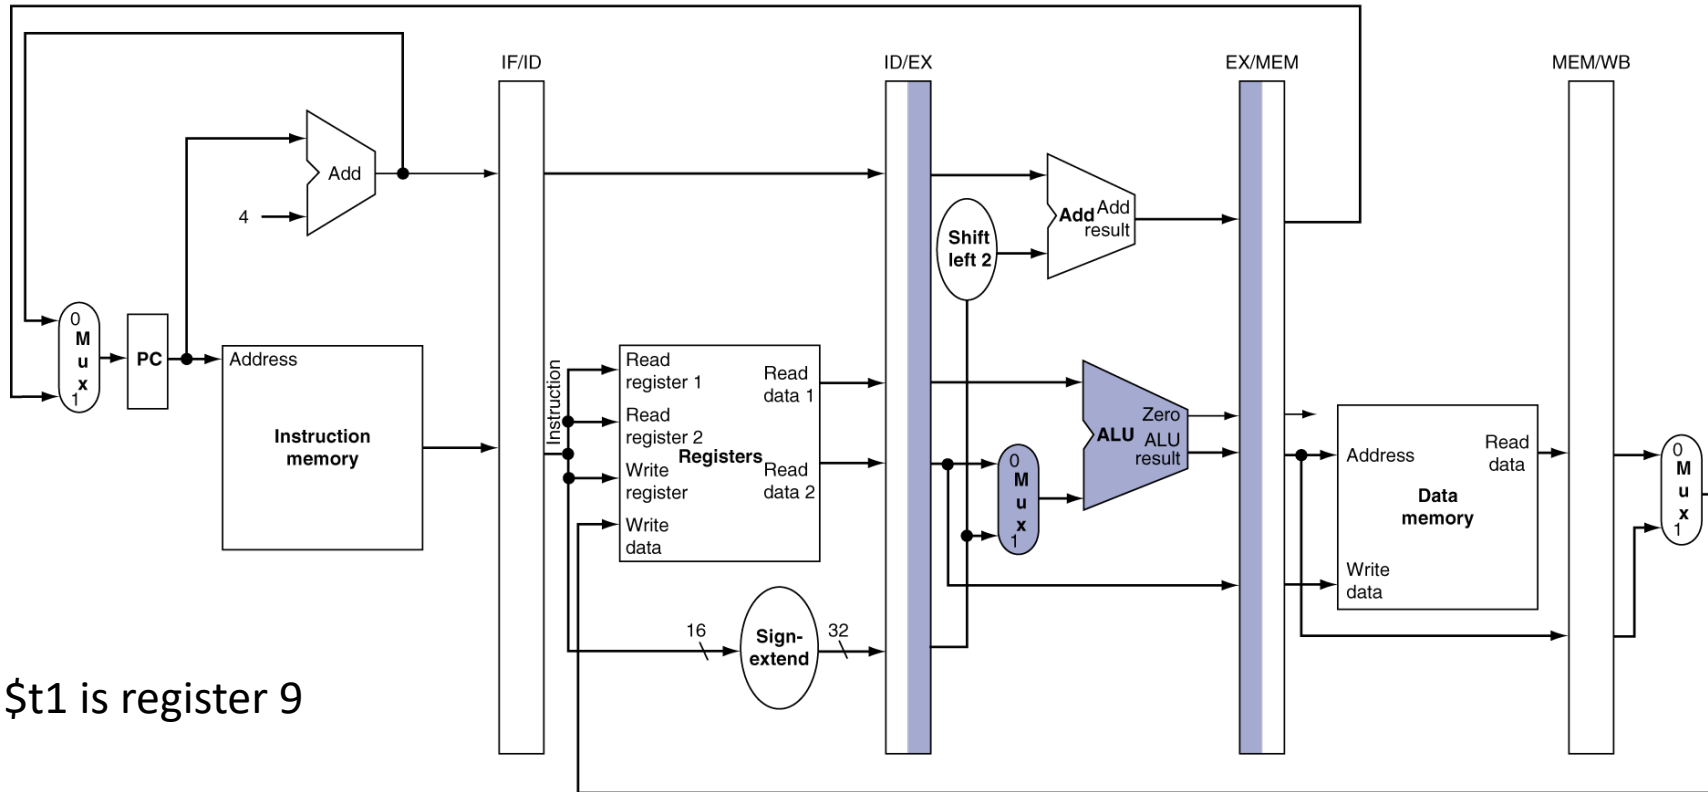 IF/ID
ID/EX
EX/MEM
MEM/WB
Add
4
Add
Add
result
Shift
left 2
0
M
u
x
1
PC
Address
Instruction
memory
Instruction
Read
register 1
Read
register 2
Write
register
Write
data
Registers
Read
data 1
Read
data 2
16
Sign-
extend
32
0
M
u
x
1
Zero
ALU
ALU
result
Address
Read
data
Data
memory
Write
data
0
M
u
x
1
$t1 is register 9